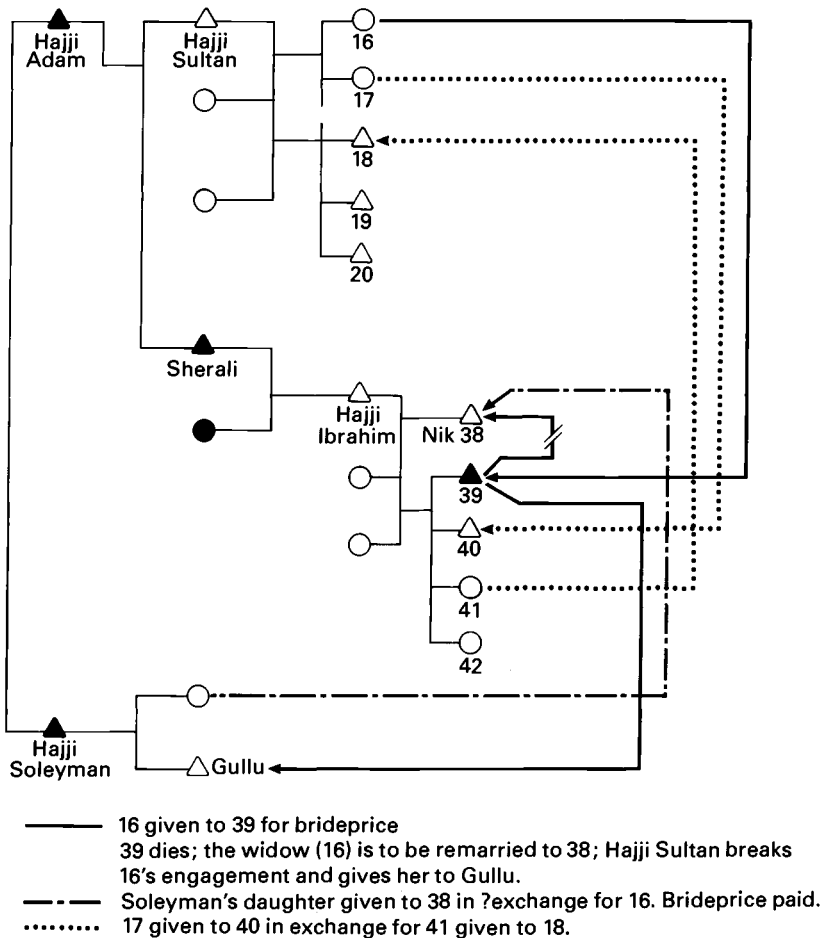 Hajji
Adam
Hajji
Sultan
16
17
18
19
20
Sherali
Hajji
Ibrahim
Nik 38
39
40
41
42
Hajji
Soleyman
Gullu
16 given to 39 for brideprice
39 dies; the widow (16) is to be remarried to 38; Hajji Sultan breaks
16's engagement and gives her to Gullu.
Soleyman's daughter given to 38 in ?exchange for 16. Brideprice paid.
17 given to 40 in exchange for 41 given to 18.